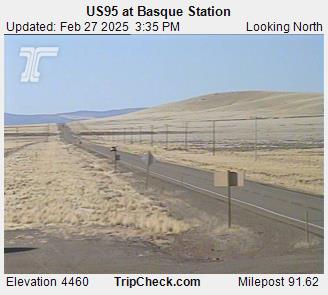 US95 at Basque Station
Updated: Feb 27 2025 3:35 PM Looking North
Elevation 4460 TripCheck.com Milepost 91.62